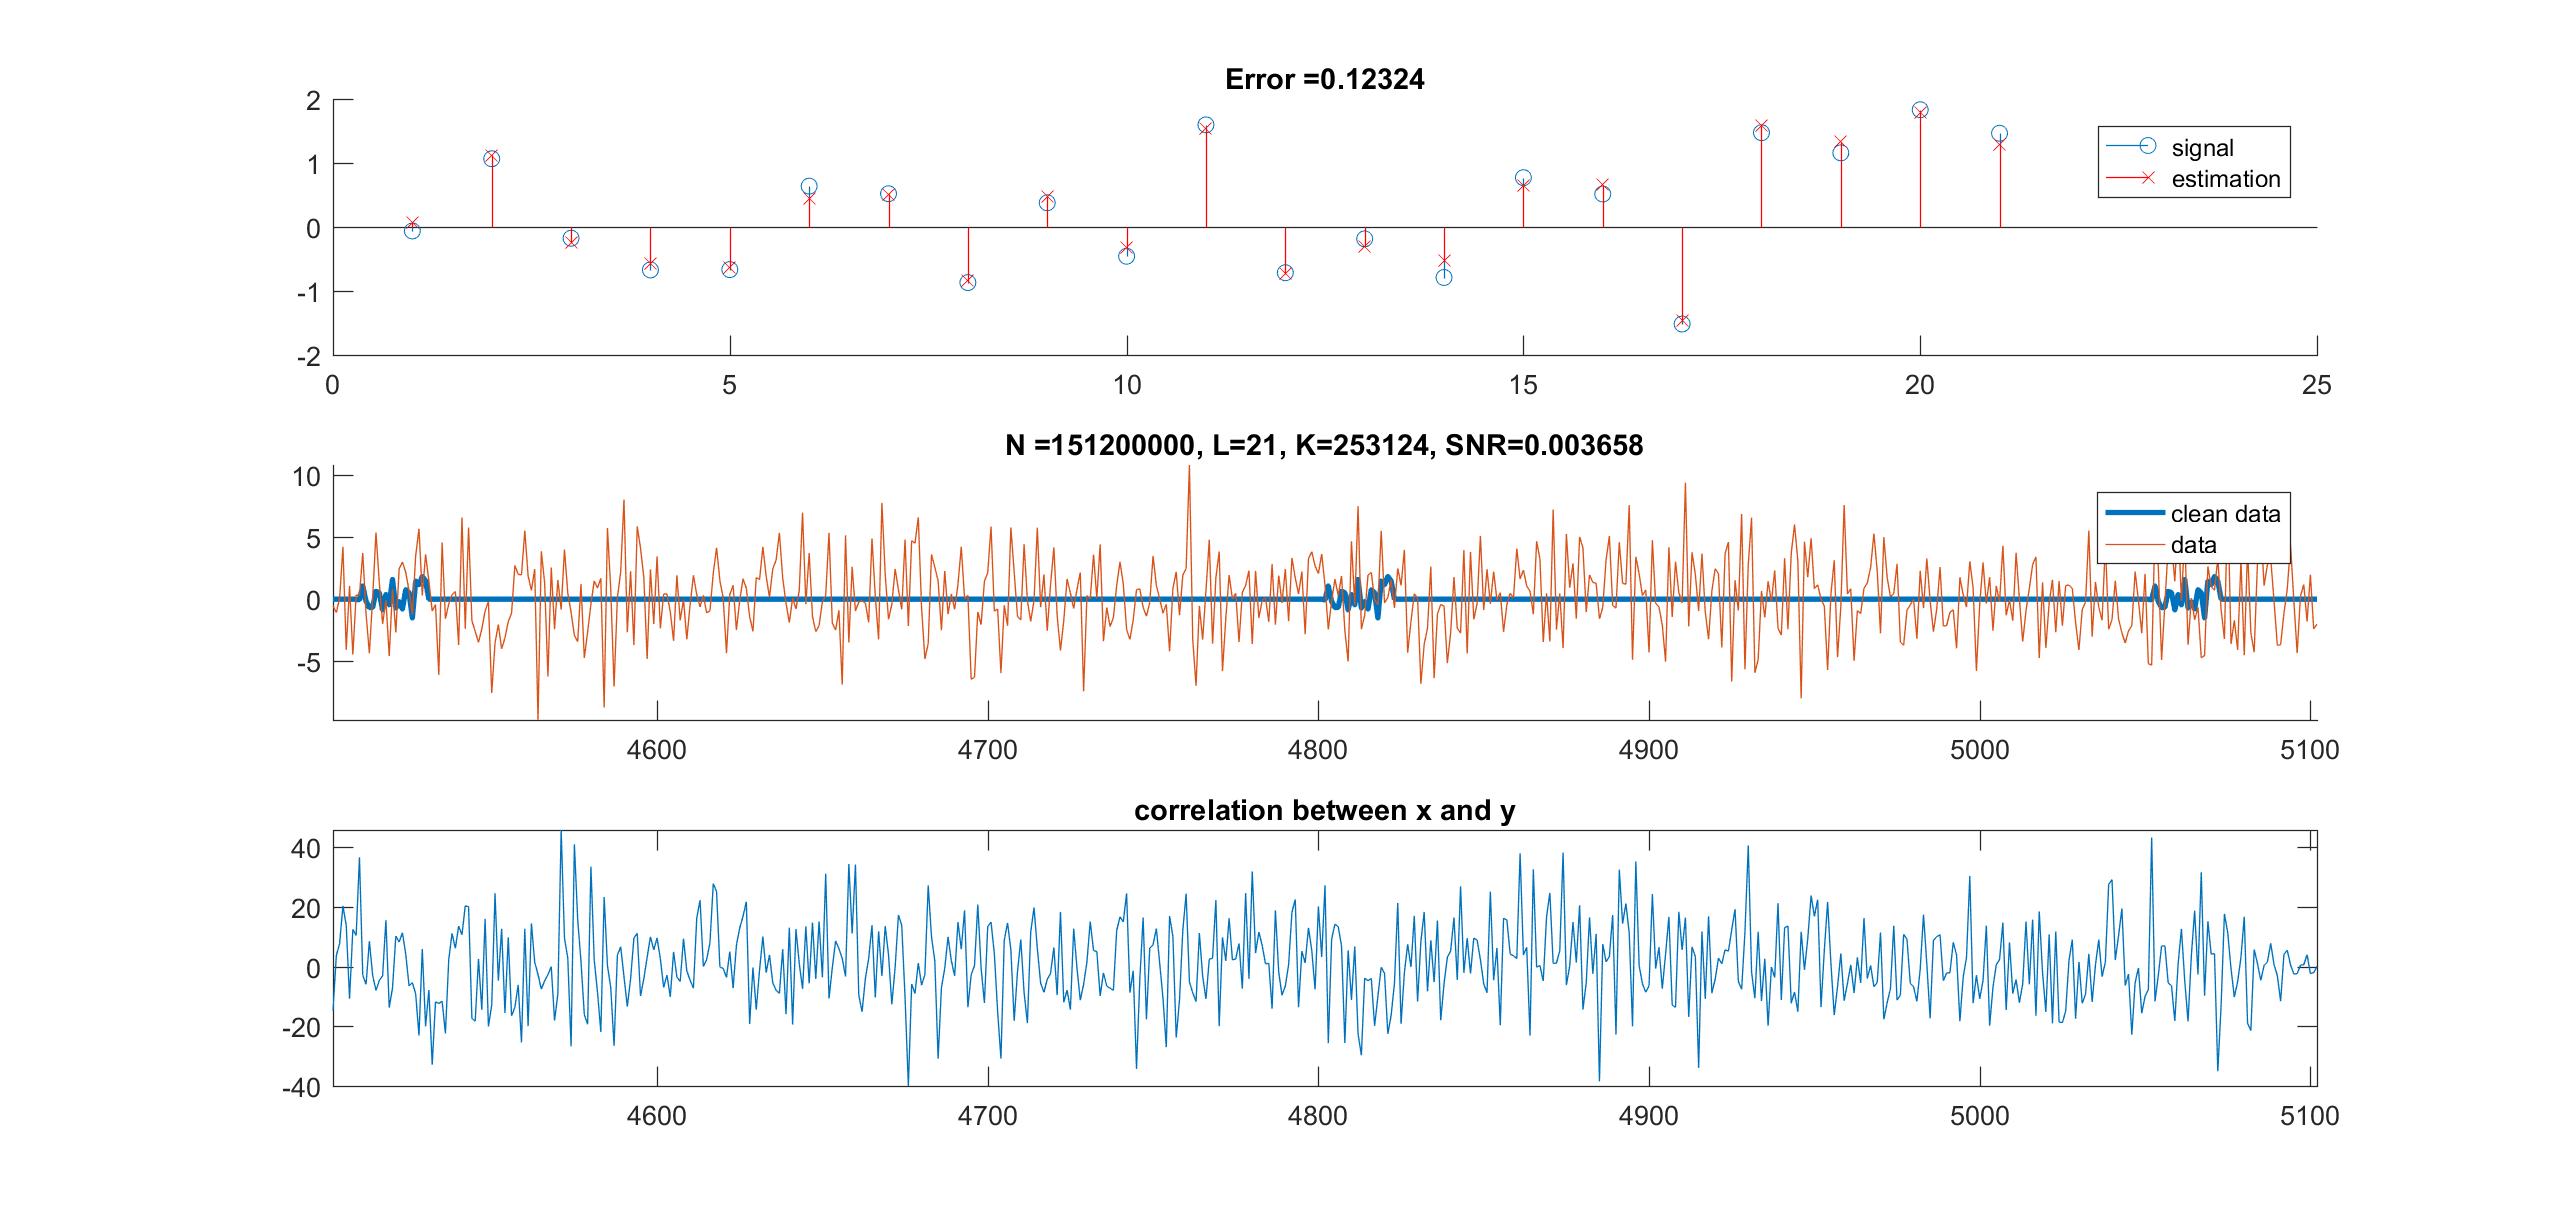 Error =0.12324
2
1
0
-1
-2
signal
estimation
0 5 10 15 20 25
N =151200000, L=21, K=253124, SNR=0.003658
10
5
0
-5
clean data
data
4600 4700 4800 4900 5000 5100
correlation between x and y
40
20
0
-20
-40
4600 4700 4800 4900 5000 5100